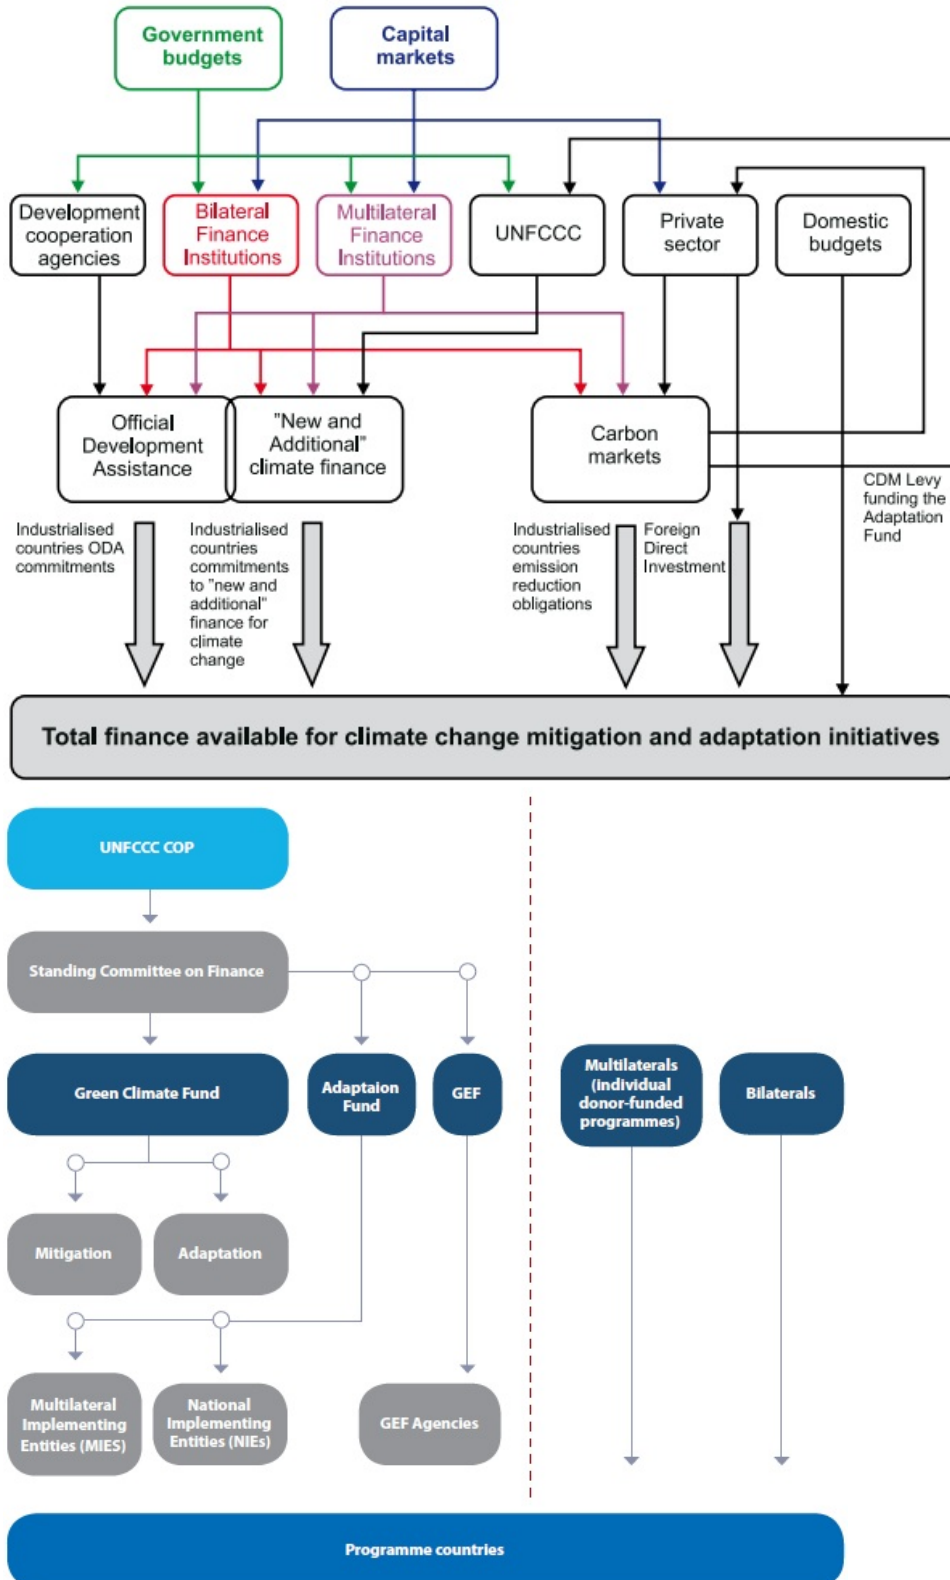 Government
budgets
Capital
markets
Development
cooperation
agencies
Bilateral
Finance
Institutions
Multilateral
Finance
Institutions
UNFCCC
Private
sector
Domestic
budgets
Official
Development
Assistance
"New and
Additional"
climate finance
Carbon
markets
CDM Levy
funding the
Adaptation
Fund
Industrialised
countries ODA
commitments
Industrialised
countries
commitments
to "new and
additional"
finance for
climate
change
Industrialised
countries
emission
reduction
obligations
Foreign
Direct
Investment
Total finance available for climate change mitigation and adaptation initiatives
UNFCCC COP
Standing Committee on Finance
Green Climate Fund
Adaptaion
Fund
GEF
Multilaterals
(individual
donor-funded
programmes)
Bilaterals
Mitigation
Adaptation
Multilateral
Implementing
Entities (MIES)
National
Implementing
Entities (NIEs)
GEF Agencies
Programme countries